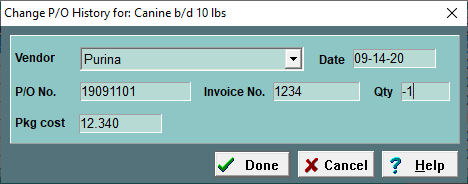 Change P/O History for: Canine b/d 10 lbs
Vendor Purina Date 09-14-20
P/O No. 19091101 Invoice No. 1234 Qty -1
Pkg cost 12.340
Done Cancel Help